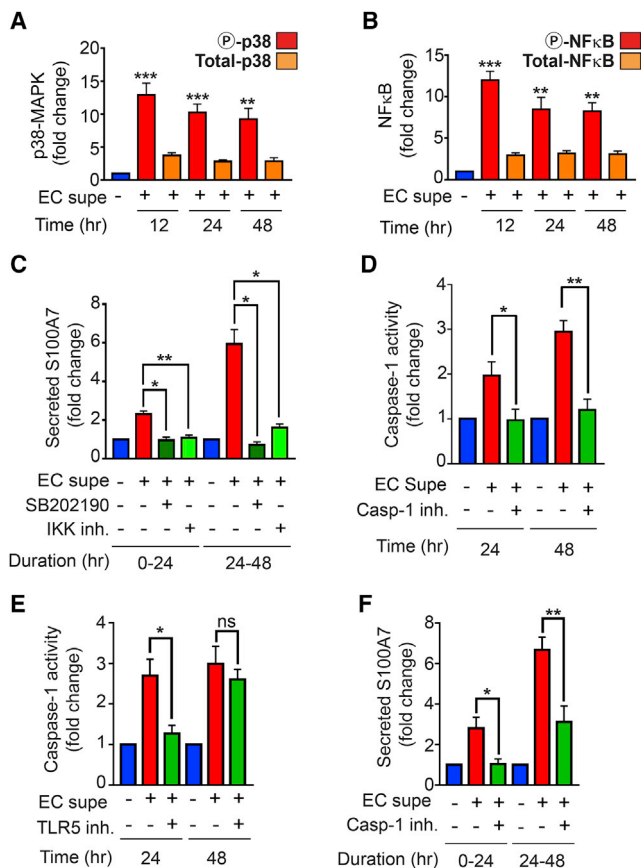 A
Ⓟ-p38
Total-p38
p38-MAPK
(fold change)
20
15
10
5
0
***
***
**
EC supe - + + + + + +
Time (hr) 12 24 48
B
Ⓟ-NFκB
Total-NFκB
NFκB
(fold change)
15
10
5
0
***
**
**
EC supe - + + + + + +
Time (hr) 12 24 48
C
Secreted S100A7
(fold change)
8
6
4
2
0
*
**
*
*
EC supe - + + + - + + +
SB202190 - - + - - - + -
IKK inh. - - - + - - - +
Duration (hr) 0-24 24-48
D
Caspase-1 activity
(fold change)
4
3
2
1
0
*
**
EC Supe - + + - + +
Casp-1 inh. - - + - - +
Time (hr) 24 48
E
Caspase-1 activity
(fold change)
4
3
2
1
0
*
ns
EC supe - + + - + +
TLR5 inh. - - + - - +
Time (hr) 24 48
F
Secreted S100A7
(fold change)
8
6
4
2
0
*
**
EC supe - + + - + +
Casp-1 inh. - - + - - +
Duration (hr) 0-24 24-48